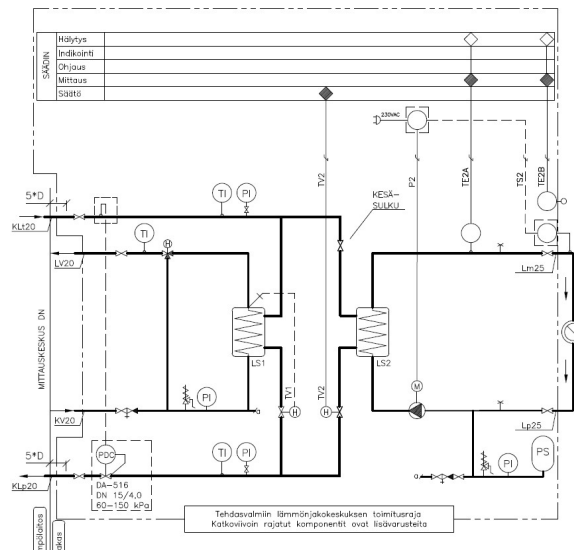 SÄÄDIN
Hälytys
Indikointi
Ohjaus
Mittaus
Säätö
230VAC
P2
TE2A
TS2
TE2B
TV2
5*D
TI
PI
KESÄ-
SULKU
KLt20
TI
H
LV20
Lm25
MITTAUSKESKUS DN
LS1
LS2
TV1
TV2
M
PI
H
H
KV20
a
Lp25
PDC
TI
PI
PI
PS
5*D
a
KLp20
DA-516
DN 15/4,0
60-150 kPa
Tehdasvalmiin lämmönjakokeskuksen toimitusraja
Katkoviivoin rajatut komponentit ovat lisävarusteita
mpölaitos
akas